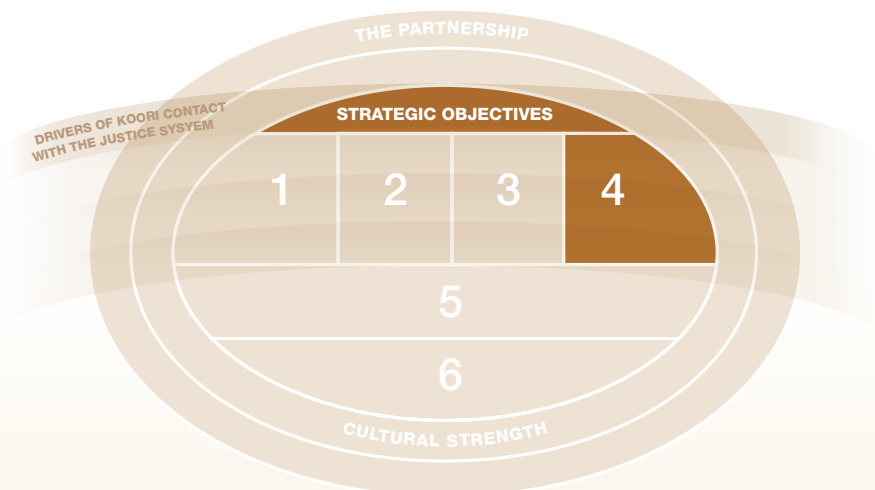 THE PARTNERSHIP
DRIVERS OF KOORI CONTACT
WITH THE JUSTICE SYSYEM
STRATEGIC OBJECTIVES
1 2 3 4
5
6
CULTURAL STRENGTH